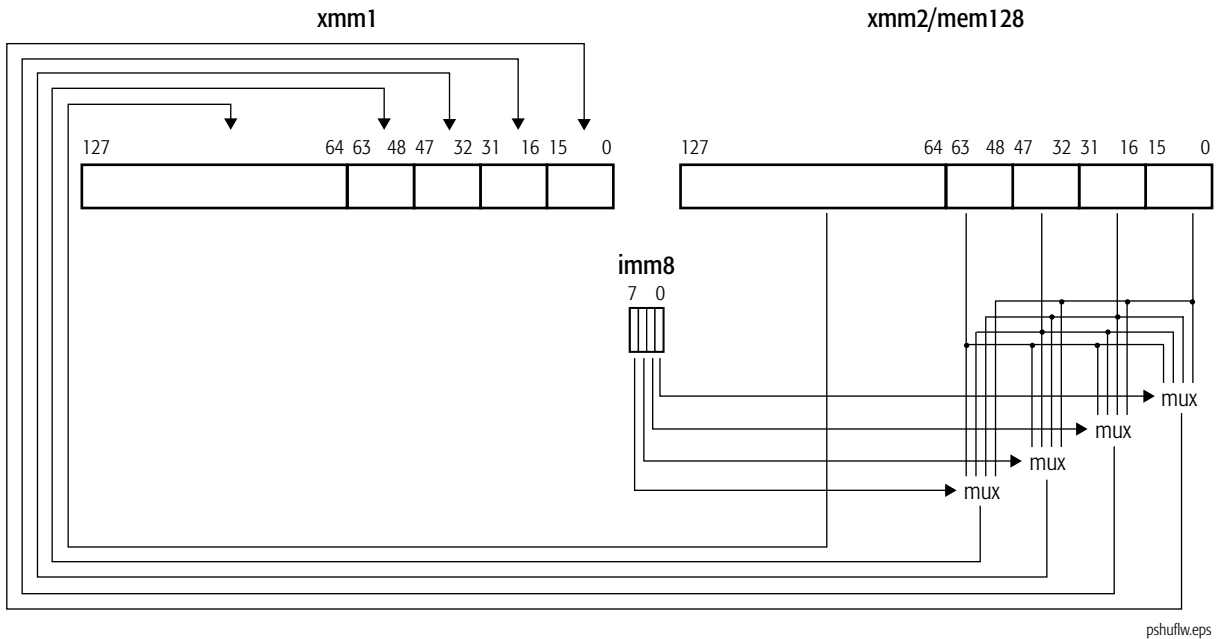 xmm1 xmm2/mem128
127 64 63 48 47 32 31 16 15 0 127 64 63 48 47 32 31 16 15 0
imm8
7 0
mux
mux
mux
mux
pshuflw.eps